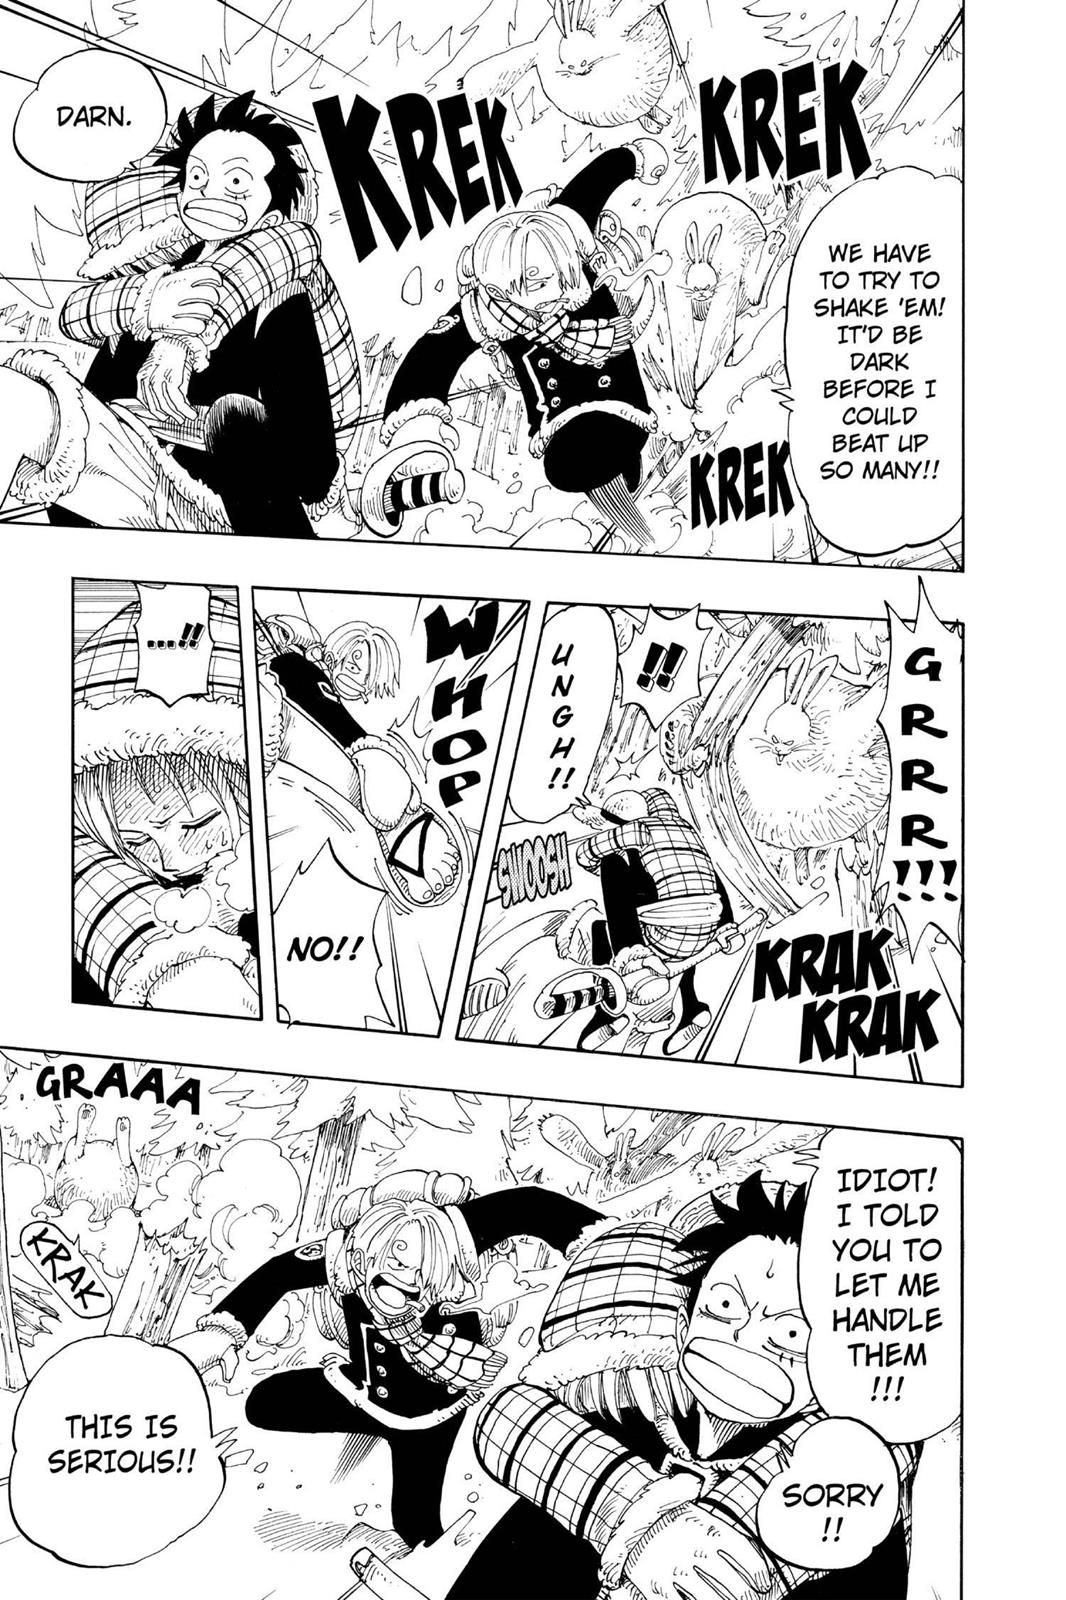 WE HAVE
TO TRY TO
SHAKE 'EM!
IT'D BE
DARK
BEFORE I
COULD
BEAT UP
SO MANY!!
KREK
KREK
KREK
DARN.
GRRR!!!
!!
UNGH!!
SWOOSH
KRAK
KRAK
WHOP
NO!!
....!!
IDIOT!
I TOLD
YOU TO
LET ME
HANDLE
THEM
!!!
SORRY
!!
GRAAA
KRAK
THIS IS
SERIOUS!!